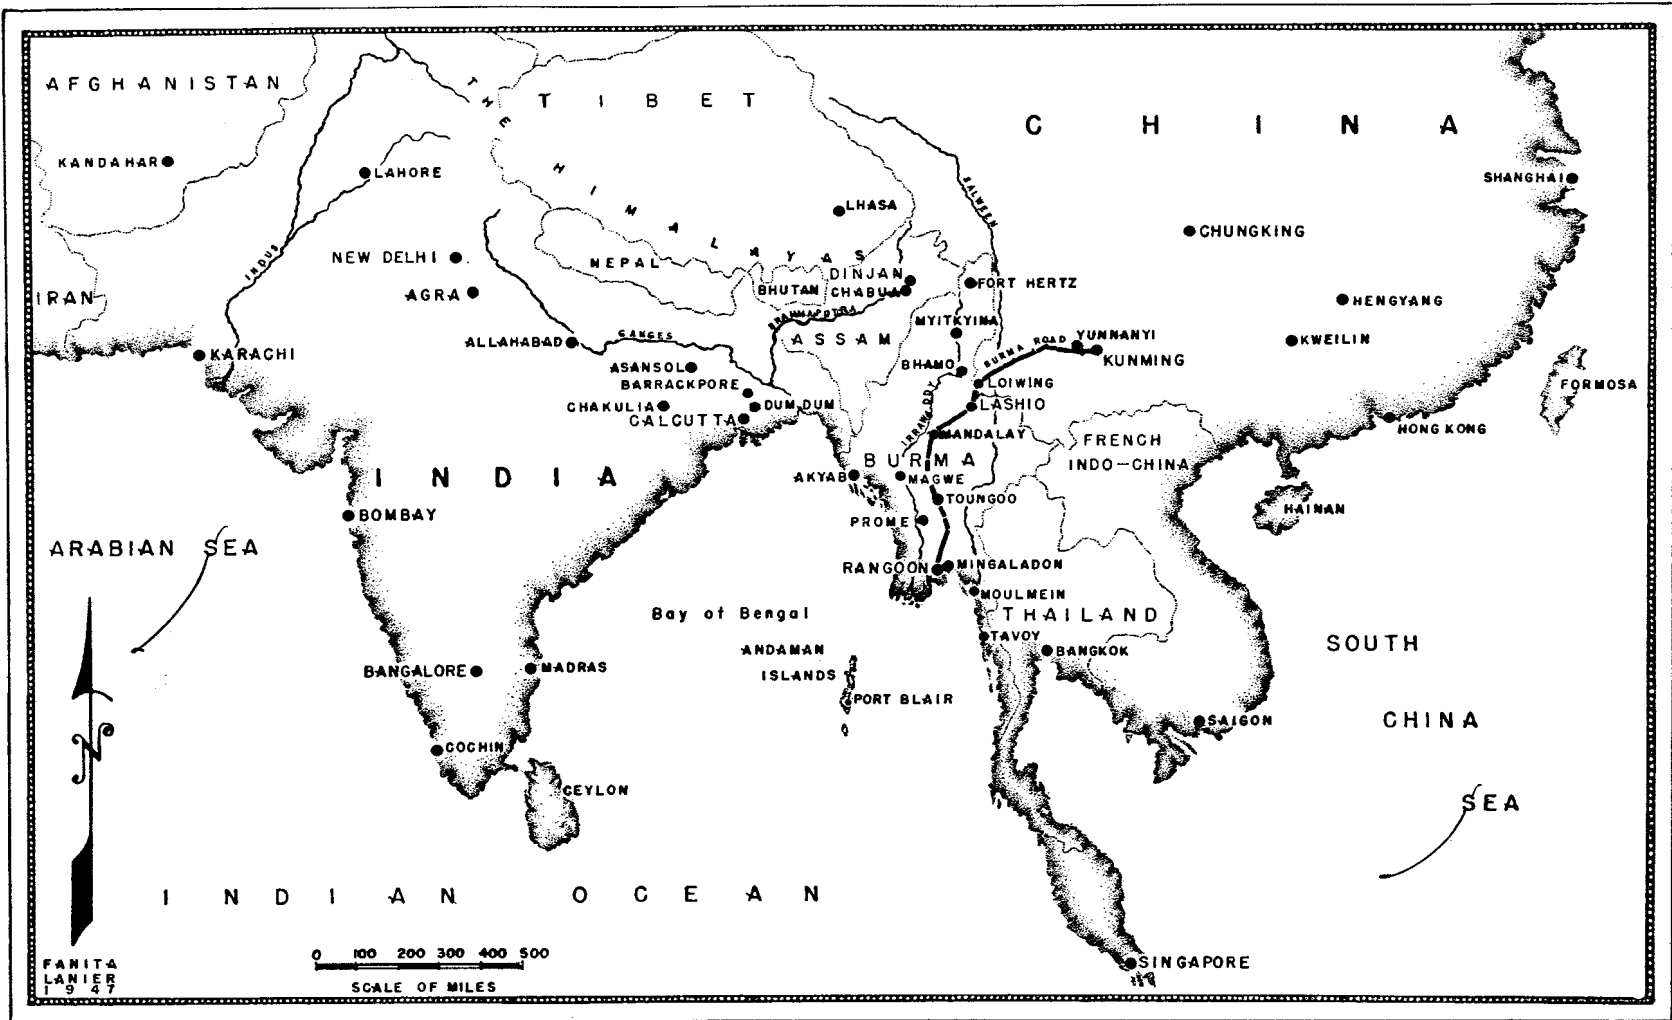 AFGHANISTAN
THE HIMALAYAS
TIBET
CHINA
KANDAHAR
LAHORE
SHANGHAI
LHASA
SALWEEN
CHUNGKING
INDUS
NEW DELHI
NEPAL
DINJAN
BHUTAN
CHABUA
FORT HERTZ
IRAN
AGRA
HENGYANG
BRAHMAPUTRA
MYITKYINA
GANGES
ASSAM
BURMA ROAD
YUNNANYI
KWEILIN
ALLAHABAD
KARACHI
KUNMING
ASANSOL
BHAMO
BARRACKPORE
LOIWING
FORMOSA
CHAKULIA
DUM DUM
IRRAWADDY
LASHIO
CALCUTTA
MANDALAY
HONG KONG
FRENCH
INDO-CHINA
BURMA
INDIA
AKYAB
MAGWE
TOUNGOO
HAINAN
BOMBAY
PROME
ARABIAN SEA
RANGOON
MINGALADON
MOULMEIN
Bay of Bengal
THAILAND
TAVOY
ANDAMAN
ISLANDS
BANGKOK
SOUTH
CHINA
SEA
BANGALORE
MADRAS
PORT BLAIR
SAIGON
N
COCHIN
CEYLON
INDIAN OCEAN
0 100 200 300 400 500
SCALE OF MILES
SINGAPORE
FANITA
LANIER
1947